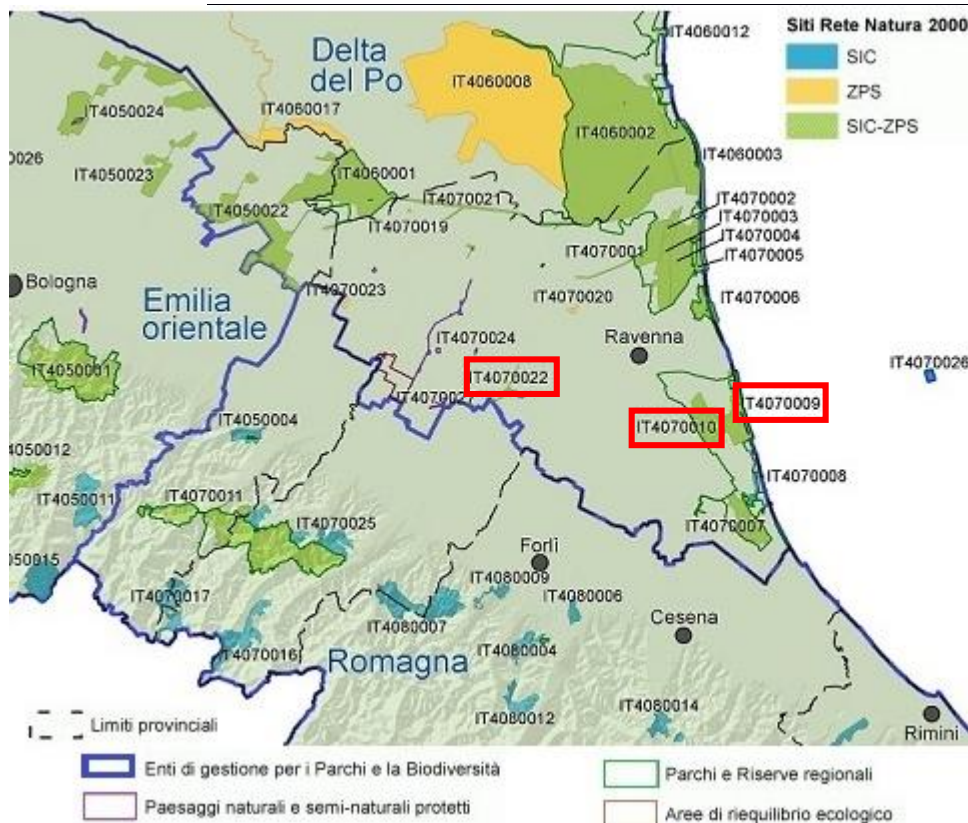 Siti Rete Natura 2000
SIC
ZPS
SIC-ZPS
Delta
del Po
IT4060012
IT4060008
IT4050024
IT4060017
IT4060002
IT4060003
IT4050023
IT4060001
IT4070021
IT4050022
IT4070019
IT4070002
IT4070003
IT4070004
IT4070001
IT4070005
Bologna
IT4070023
IT4070020
IT4070006
Emilia
orientale
IT4070024
Ravenna
IT4050001
IT4070022
IT4070026
IT4070009
IT4050004
IT4070010
IT4050012
IT4070008
IT4050011
IT4070011
IT4070025
IT4070007
Forlì
IT4070017
IT4080009
IT4080006
IT4080007
Cesena
IT4070016
Romagna
IT4080004
IT4080012
IT4080014
Rimini
Limiti provinciali
Enti di gestione per i Parchi e la Biodiversità
Parchi e Riserve regionali
Paesaggi naturali e semi-naturali protetti
Aree di riequilibrio ecologico